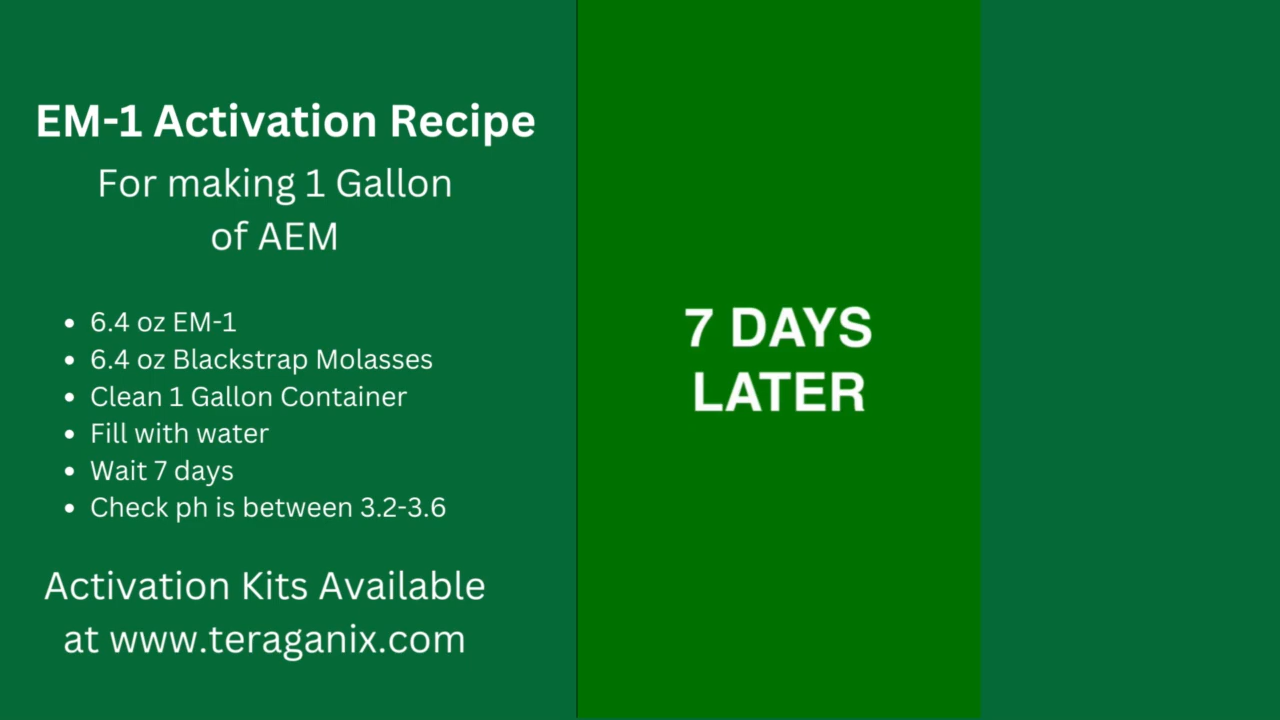 EM-1 Activation Recipe
For making 1 Gallon
of AEM
• 6.4 oz EM-1
• 6.4 oz Blackstrap Molasses
• Clean 1 Gallon Container
• Fill with water
• Wait 7 days
• Check ph is between 3.2-3.6
Activation Kits Available
at www.teraganix.com
7 DAYS
LATER